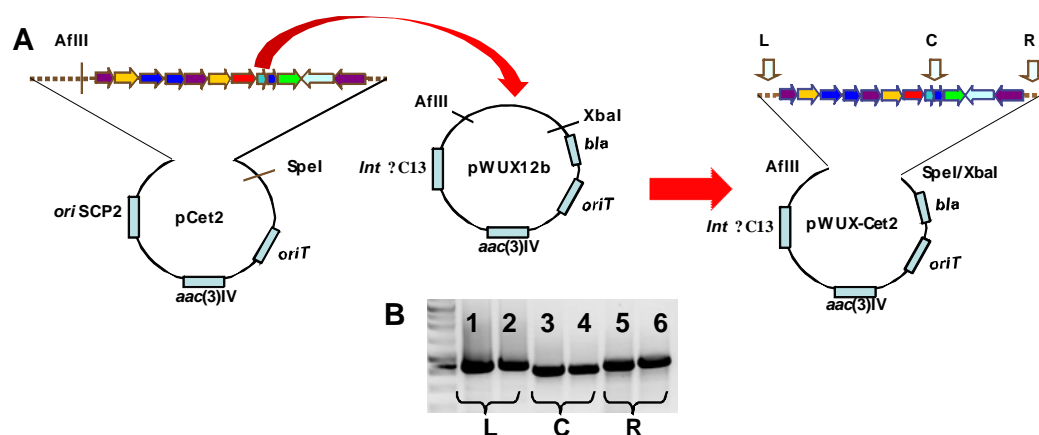 A
AflII
SpeI
ori SCP2
pCet2
oriT
aac(3)IV
AflII
XbaI
bla
Int ?C13
pWUX12b
oriT
aac(3)IV
L
C
R
AflII
SpeI/XbaI
bla
Int ?C13
pWUX-Cet2
oriT
aac(3)IV
B
1 2 3 4 5 6
L C R